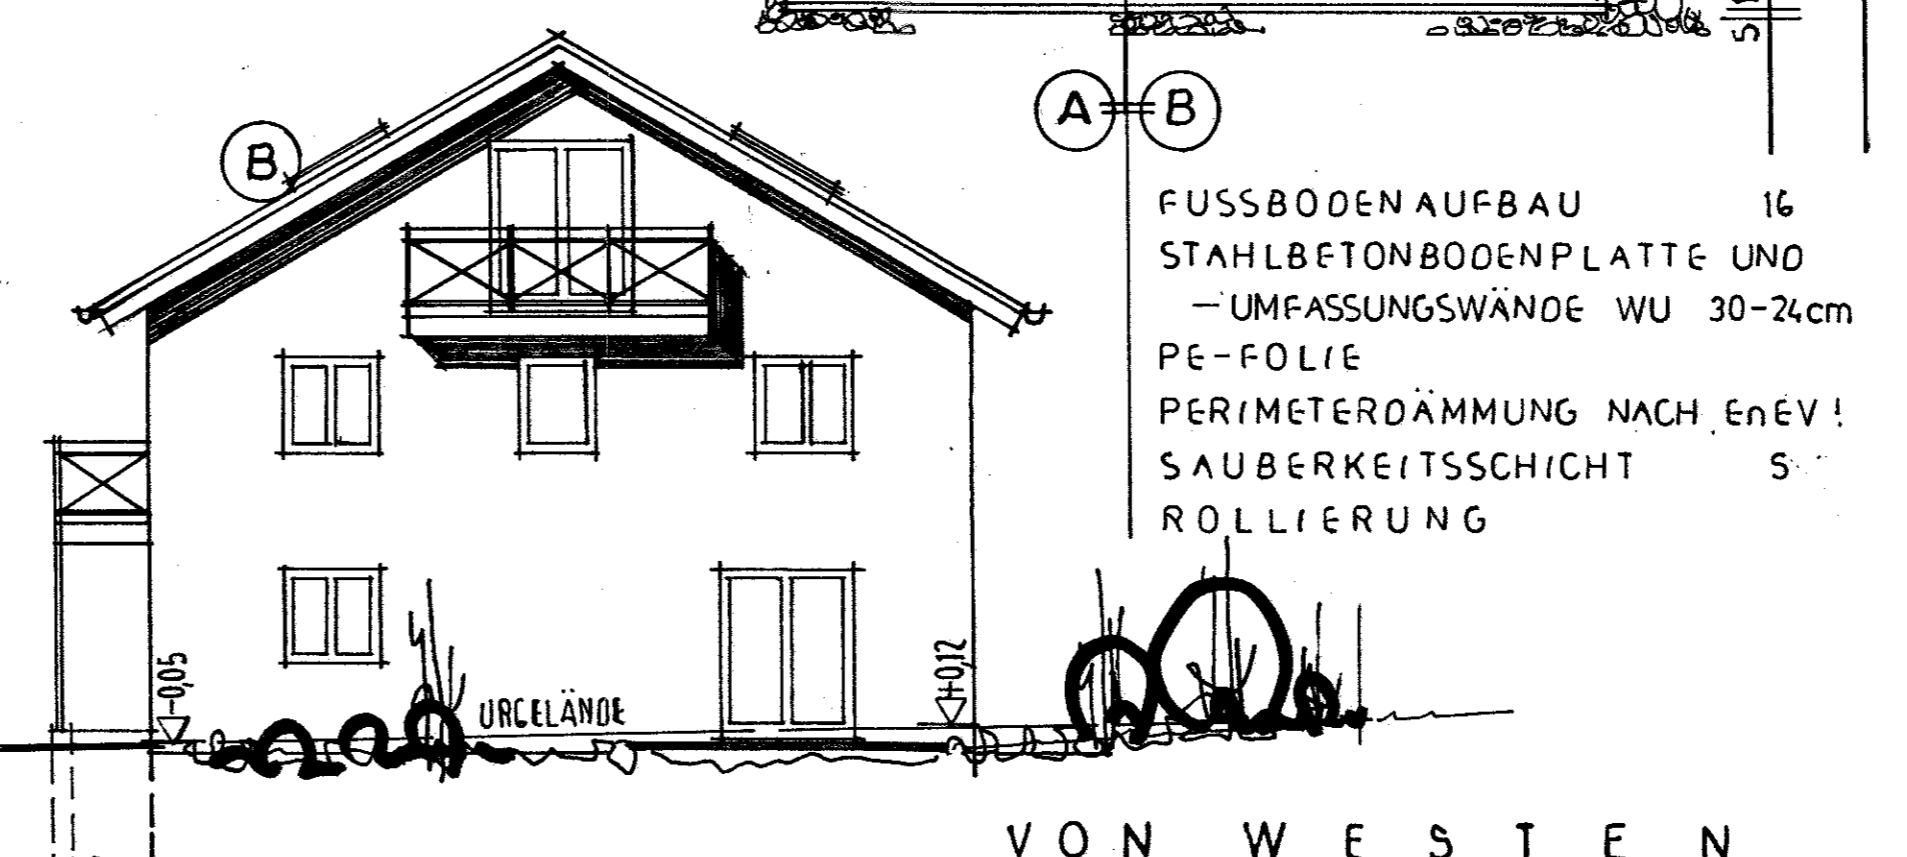 A B
B
FUSSBODENAUFBAU 16
STAHLBETONBODENPLATTE UND
- UMFASSUNGSWÄNDE WU 30-24cm
PE-FOLIE
PERIMETERDÄMMUNG NACH EnEV!
SAUBERKEITSSCHICHT 5
ROLLIERUNG
-0,05
URGELÄNDE
+0,12
VON WESTEN